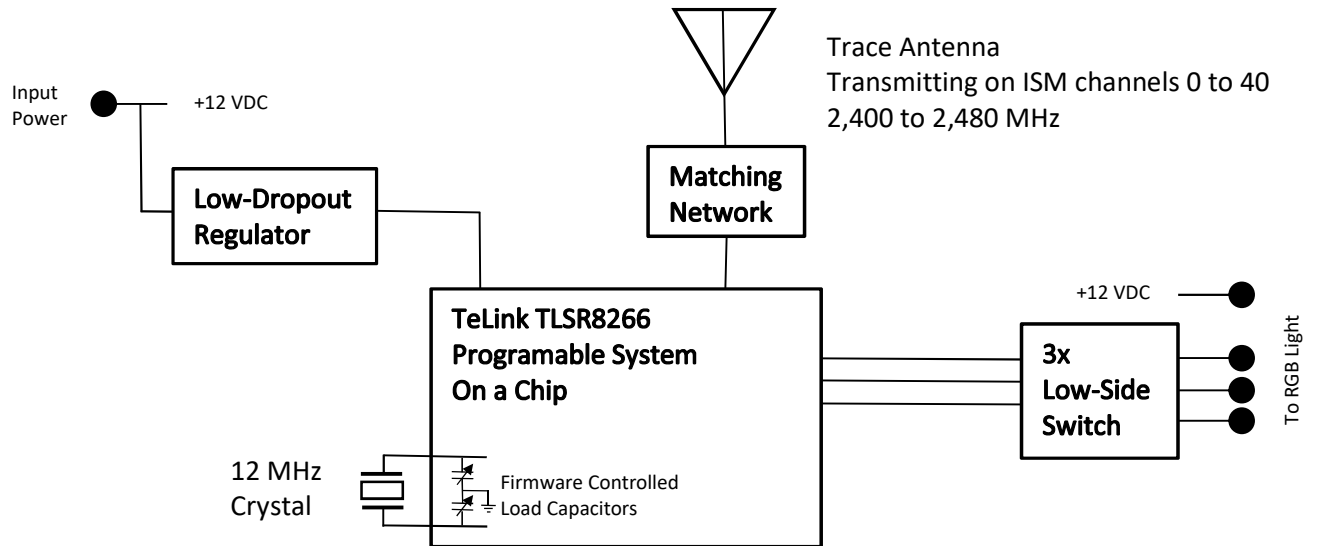 Trace Antenna
Transmitting on ISM channels 0 to 40
2,400 to 2,480 MHz
Input
Power
+12 VDC
Matching
Network
Low-Dropout
Regulator
TeLink TLSR8266
Programable System
On a Chip
+12 VDC
3x
Low-Side
Switch
To RGB Light
12 MHz
Crystal
Firmware Controlled
Load Capacitors